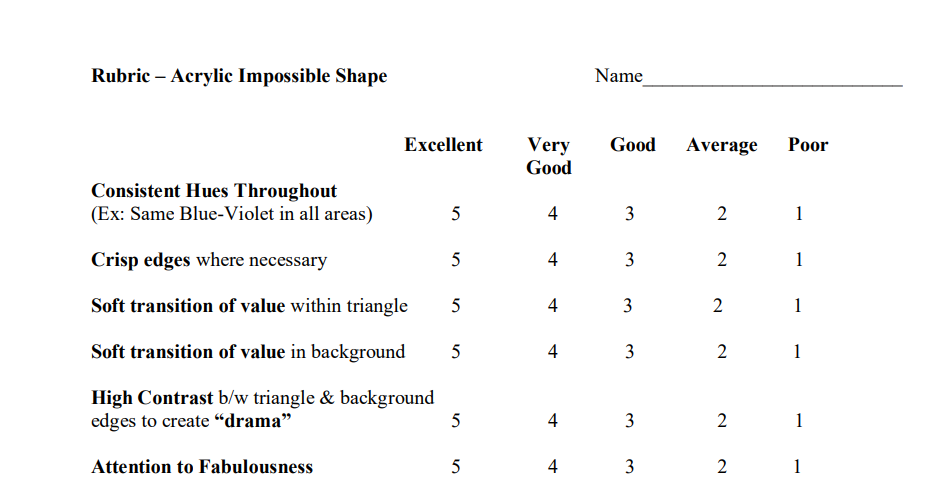 Rubric – Acrylic Impossible Shape Name__________________________
Excellent Very Good Average Poor
Good
Consistent Hues Throughout
(Ex: Same Blue-Violet in all areas) 5 4 3 2 1
Crisp edges where necessary 5 4 3 2 1
Soft transition of value within triangle 5 4 3 2 1
Soft transition of value in background 5 4 3 2 1
High Contrast b/w triangle & background
edges to create “drama” 5 4 3 2 1
Attention to Fabulousness 5 4 3 2 1